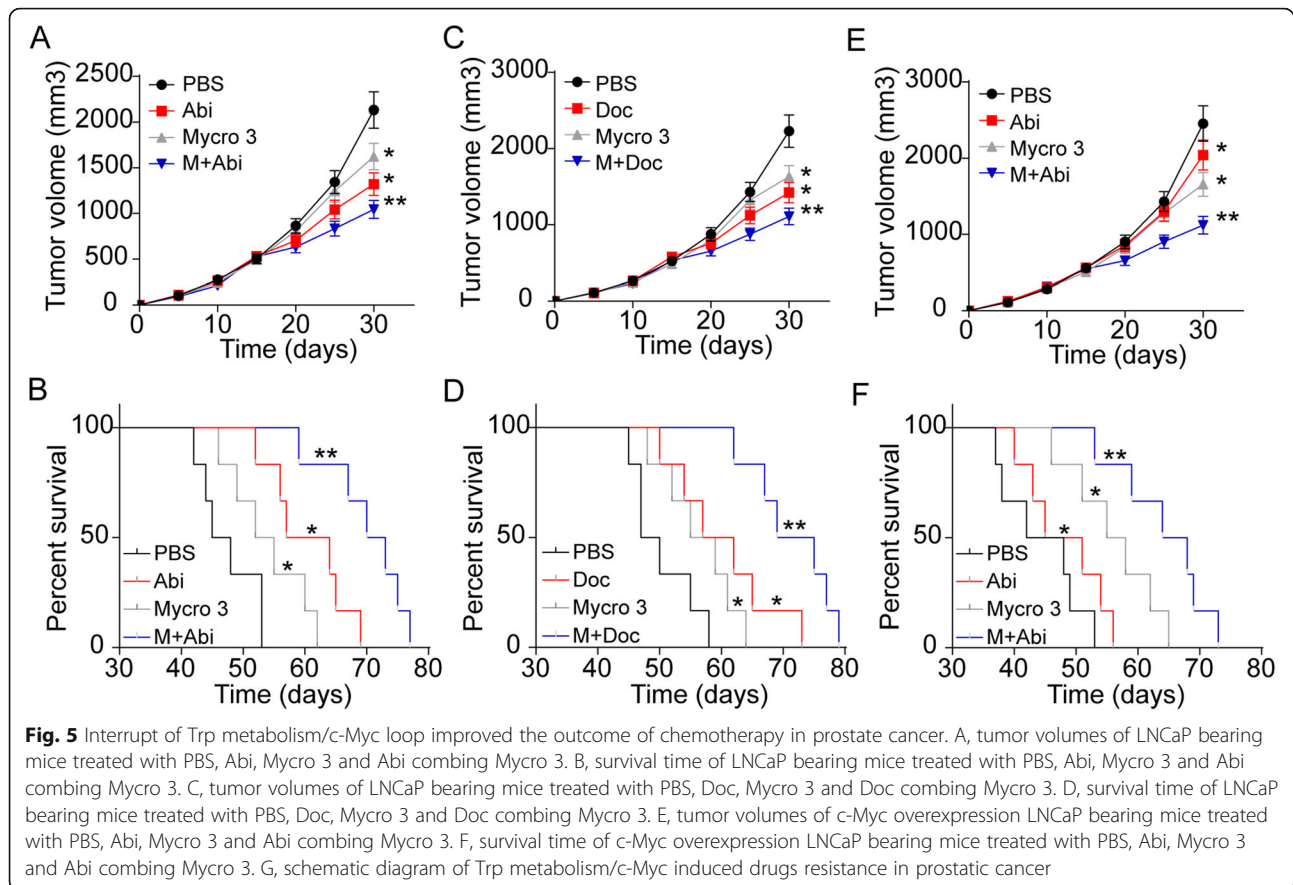 A
Tumor volome (mm3)
2500
2000
1500
1000
500
0
PBS
Abi
Mycro 3
M+Abi
*
*
**
0 10 20 30
Time (days)
C
Tumor volume (mm3)
3000
2000
1000
0
PBS
Doc
Mycro 3
M+Doc
*
*
**
0 10 20 30
Time (days)
E
Tumor volume (mm3)
3000
2000
1000
0
PBS
Abi
Mycro 3
M+Abi
*
*
**
0 10 20 30
Time (days)
B
Percent survival
100
50
0
**
*
*
PBS
Abi
Mycro 3
M+Abi
30 40 50 60 70 80
Time (days)
D
Percent survival
100
50
0
**
*
*
PBS
Doc
Mycro 3
M+Doc
30 40 50 60 70 80
Time (days)
F
Percent survival
100
50
0
**
*
*
PBS
Abi
Mycro 3
M+Abi
30 40 50 60 70 80
Time (days)
Fig. 5 Interrupt of Trp metabolism/c-Myc loop improved the outcome of chemotherapy in prostate cancer. A, tumor volumes of LNCaP bearing
mice treated with PBS, Abi, Mycro 3 and Abi combing Mycro 3. B, survival time of LNCaP bearing mice treated with PBS, Abi, Mycro 3 and Abi
combing Mycro 3. C, tumor volumes of LNCaP bearing mice treated with PBS, Doc, Mycro 3 and Doc combing Mycro 3. D, survival time of LNCaP
bearing mice treated with PBS, Doc, Mycro 3 and Doc combing Mycro 3. E, tumor volumes of c-Myc overexpression LNCaP bearing mice treated
with PBS, Abi, Mycro 3 and Abi combing Mycro 3. F, survival time of c-Myc overexpression LNCaP bearing mice treated with PBS, Abi, Mycro 3
and Abi combing Mycro 3. G, schematic diagram of Trp metabolism/c-Myc induced drugs resistance in prostatic cancer